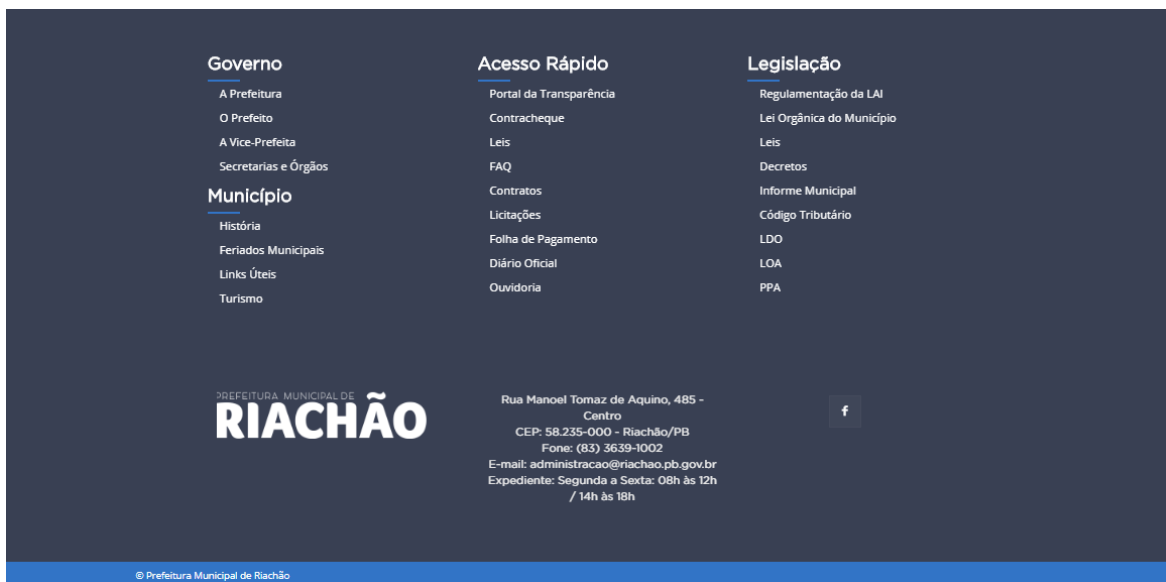 Governo
A Prefeitura
O Prefeito
A Vice-Prefeita
Secretarias e Órgãos
Município
História
Feriados Municipais
Links Úteis
Turismo
Acesso Rápido
Portal da Transparência
Contracheque
Leis
FAQ
Contratos
Licitações
Folha de Pagamento
Diário Oficial
Ouvidoria
Legislação
Regulamentação da LAI
Lei Orgânica do Município
Leis
Decretos
Informe Municipal
Código Tributário
LDO
LOA
PPA
PREFEITURA MUNICIPAL DE
RIACHÃO
Rua Manoel Tomaz de Aquino, 485 -
Centro
CEP: 58.235-000 - Riachão/PB
Fone: (83) 3639-1002
E-mail: administracao@riachao.pb.gov.br
Expediente: Segunda a Sexta: 08h às 12h
/ 14h às 18h
© Prefeitura Municipal de Riachão